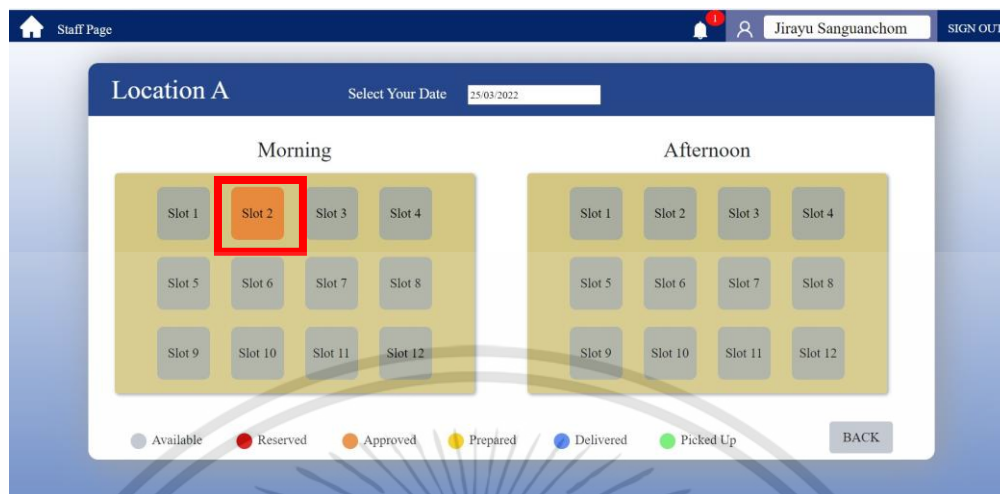 Staff Page 1 Jirayu Sanguanchom SIGN OUT
Location A Select Your Date 25/03/2022
Morning Afternoon
Slot 1 Slot 2 Slot 3 Slot 4 Slot 1 Slot 2 Slot 3 Slot 4
Slot 5 Slot 6 Slot 7 Slot 8 Slot 5 Slot 6 Slot 7 Slot 8
Slot 9 Slot 10 Slot 11 Slot 12 Slot 9 Slot 10 Slot 11 Slot 12
Available Reserved Approved Prepared Delivered Picked Up BACK